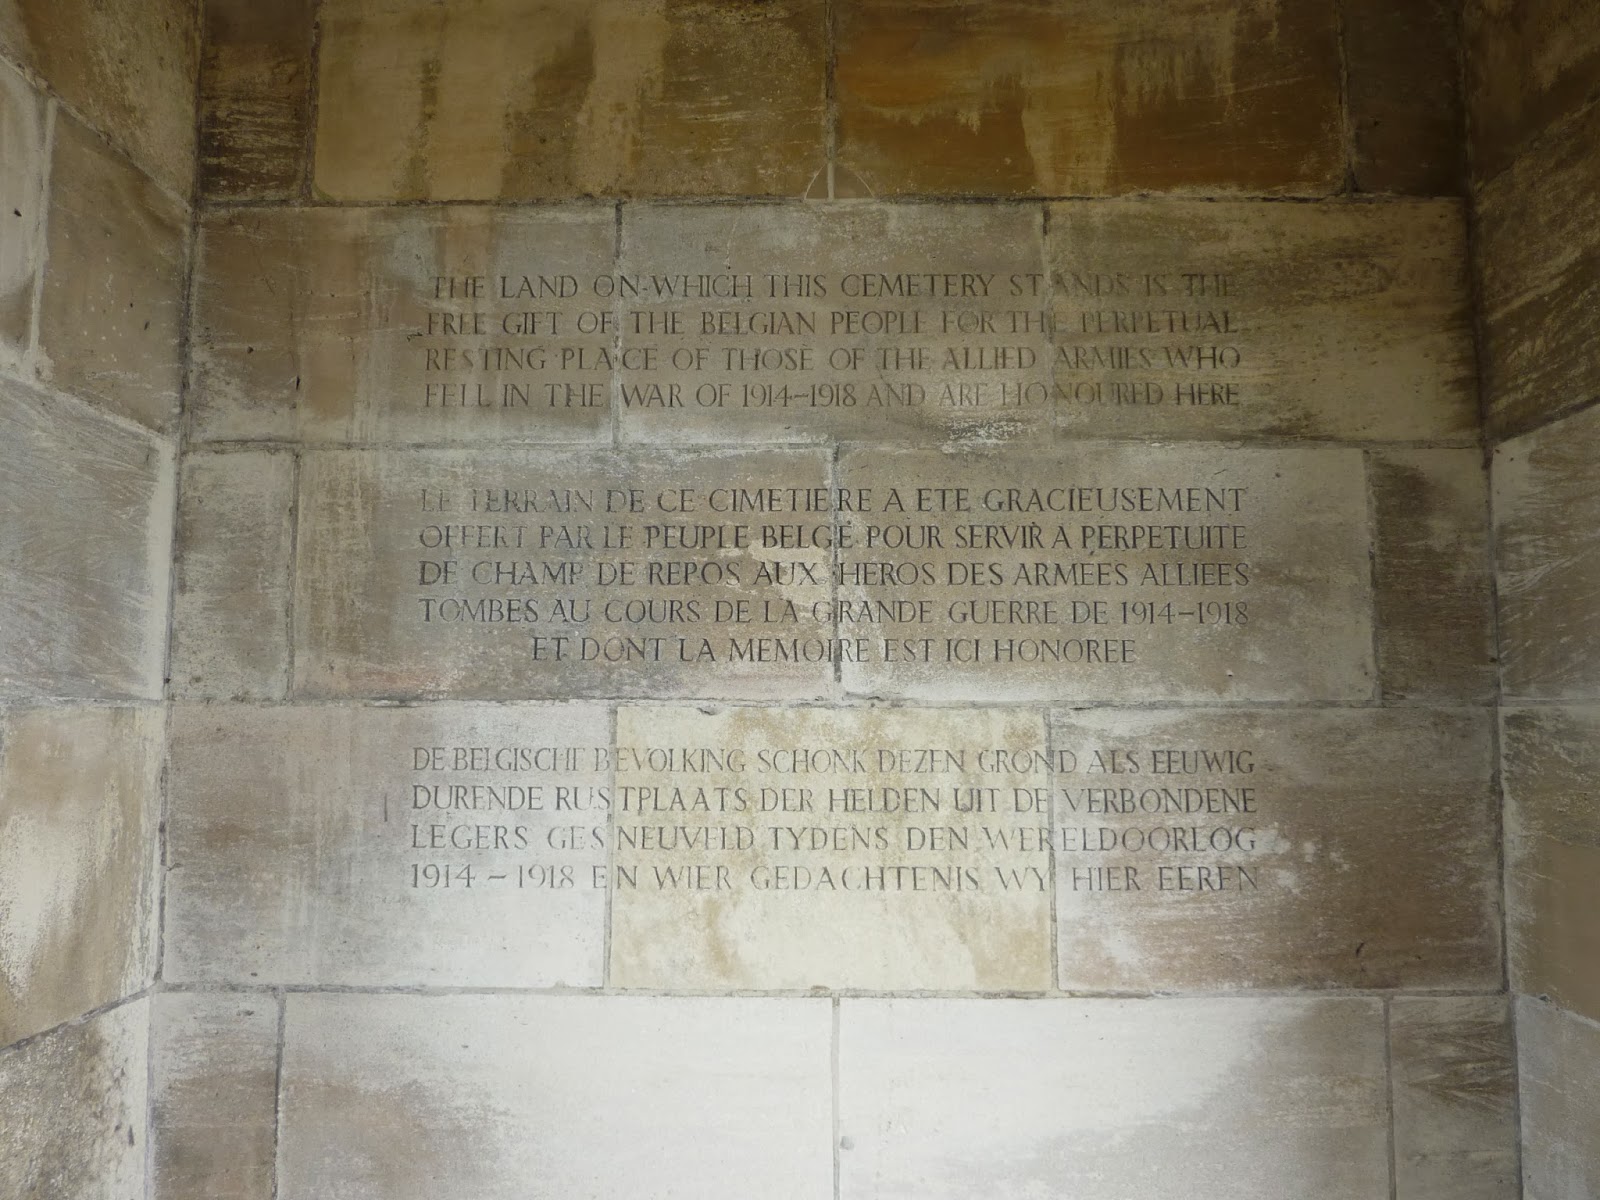 THE LAND ON WHICH THIS CEMETERY STANDS IS THE
FREE GIFT OF THE BELGIAN PEOPLE FOR THE PERPETUAL
RESTING PLACE OF THOSE OF THE ALLIED ARMIES WHO
FELL IN THE WAR OF 1914–1918 AND ARE HONOURED HERE
LE TERRAIN DE CE CIMETIERE A ETE GRACIEUSEMENT
OFFERT PAR LE PEUPLE BELGE POUR SERVIR A PERPETUITE
DE CHAMP DE REPOS AUX HEROS DES ARMÉES ALLIEES
TOMBES AU COURS DE LA GRANDE GUERRE DE 1914–1918
ET DONT LA MEMOIRE EST ICI HONOREE
DE BELGISCHE BEVOLKING SCHONK DEZEN GROND ALS EEUWIG
DURENDE RUSTPLAATS DER HELDEN UIT DE VERBONDENE
LEGERS GESNEUVELD TYDENS DEN WERELDOORLOG
1914 – 1918 EN WIER GEDACHTENIS WY HIER EEREN